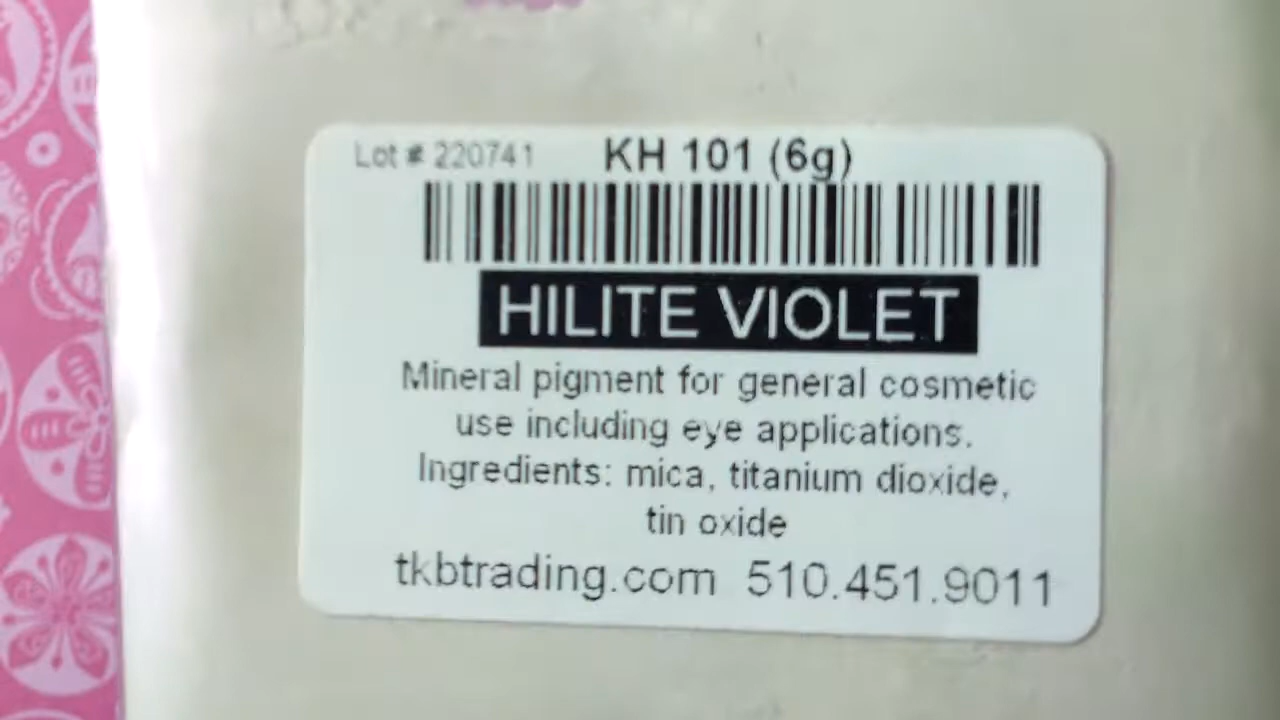 Lot # 220741 KH 101 (6g)
HILITE VIOLET
Mineral pigment for general cosmetic
use including eye applications.
Ingredients: mica, titanium dioxide,
tin oxide
tkbtrading.com 510.451.9011